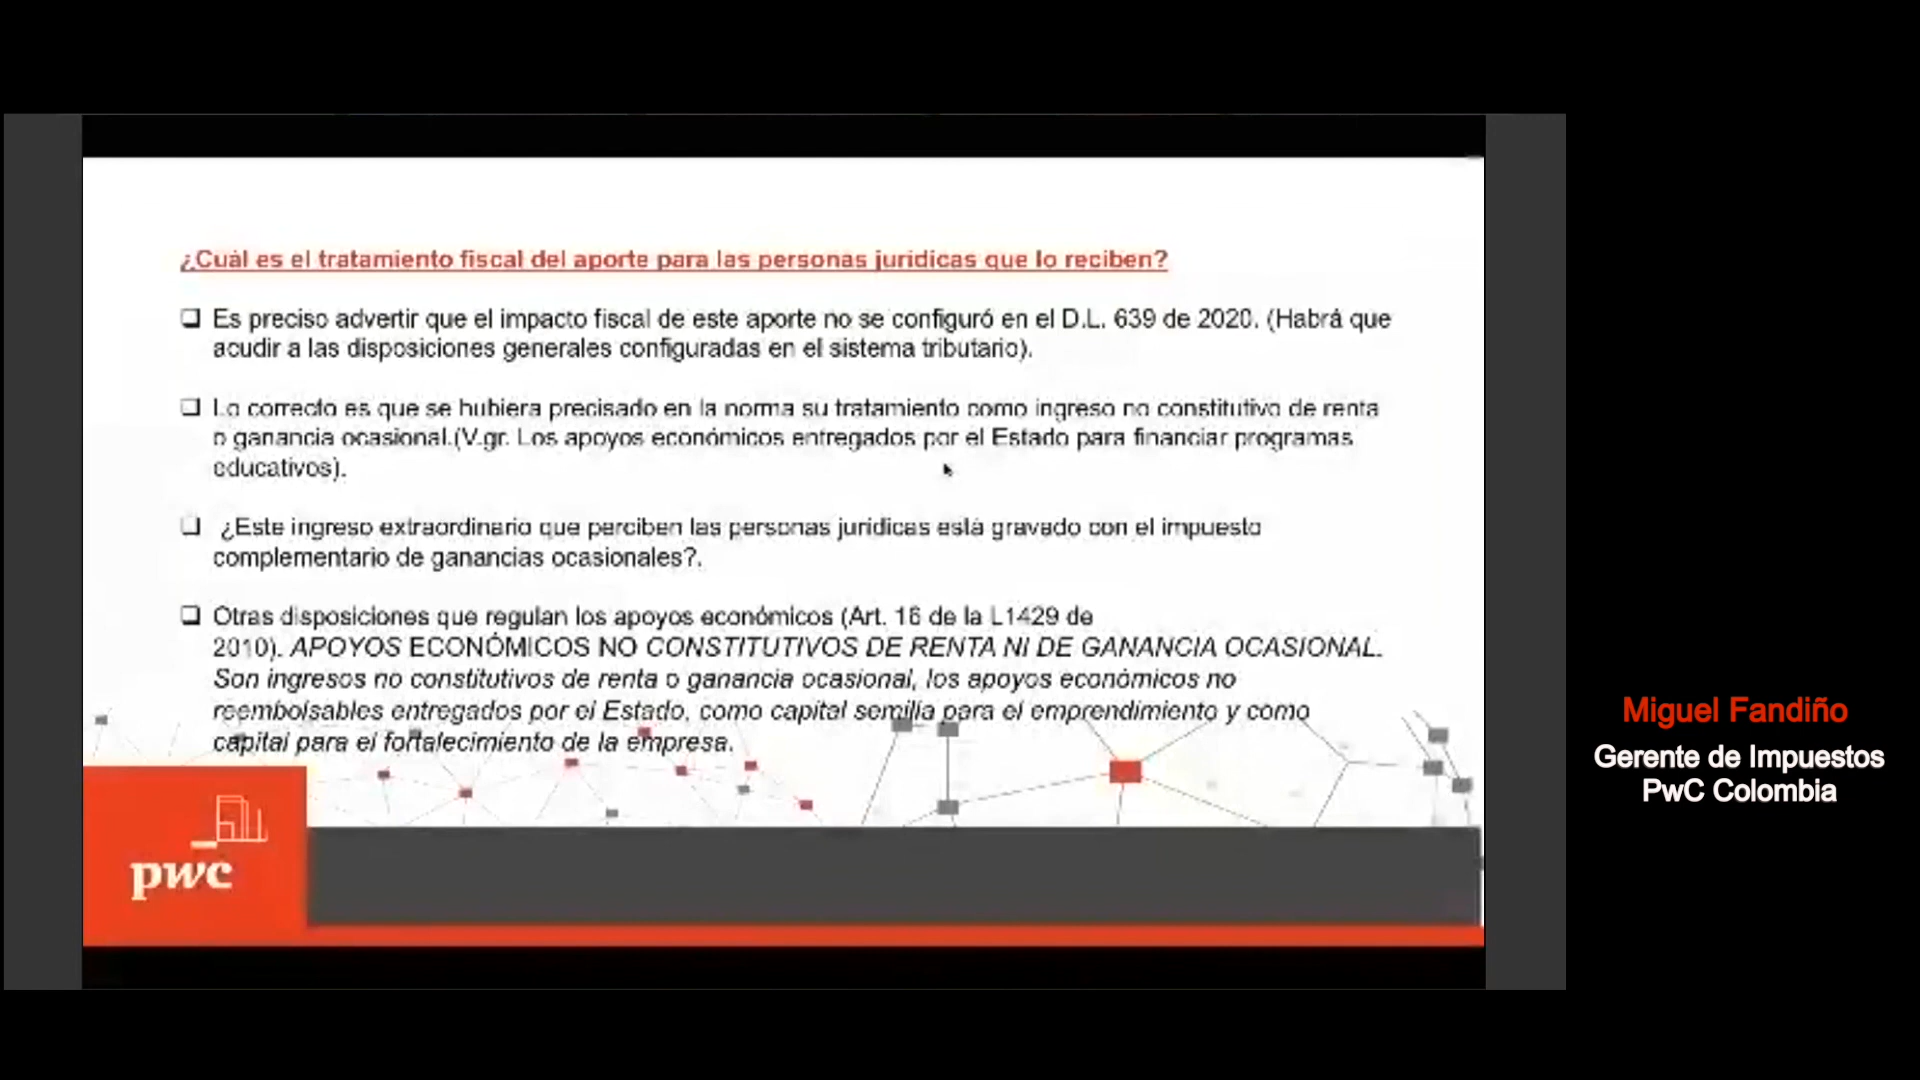 ¿Cuál es el tratamiento fiscal del aporte para las personas jurídicas que lo reciben?
❑ Es preciso advertir que el impacto fiscal de este aporte no se configuró en el D.L. 639 de 2020. (Habrá que
acudir a las disposiciones generales configuradas en el sistema tributario).
❑ Lo correcto es que se hubiera precisado en la norma su tratamiento como ingreso no constitutivo de renta
o ganancia ocasional.(V.gr. Los apoyos económicos entregados por el Estado para financiar programas
educativos).
❑ ¿Este ingreso extraordinario que perciben las personas jurídicas está gravado con el impuesto
complementario de ganancias ocasionales?.
❑ Otras disposiciones que regulan los apoyos económicos (Art. 16 de la L1429 de
2010). APOYOS ECONÓMICOS NO CONSTITUTIVOS DE RENTA NI DE GANANCIA OCASIONAL.
Son ingresos no constitutivos de renta o ganancia ocasional, los apoyos económicos no
reembolsables entregados por el Estado, como capital semilla para el emprendimiento y como
capital para el fortalecimiento de la empresa.
pwc
Miguel Fandiño
Gerente de Impuestos
PwC Colombia